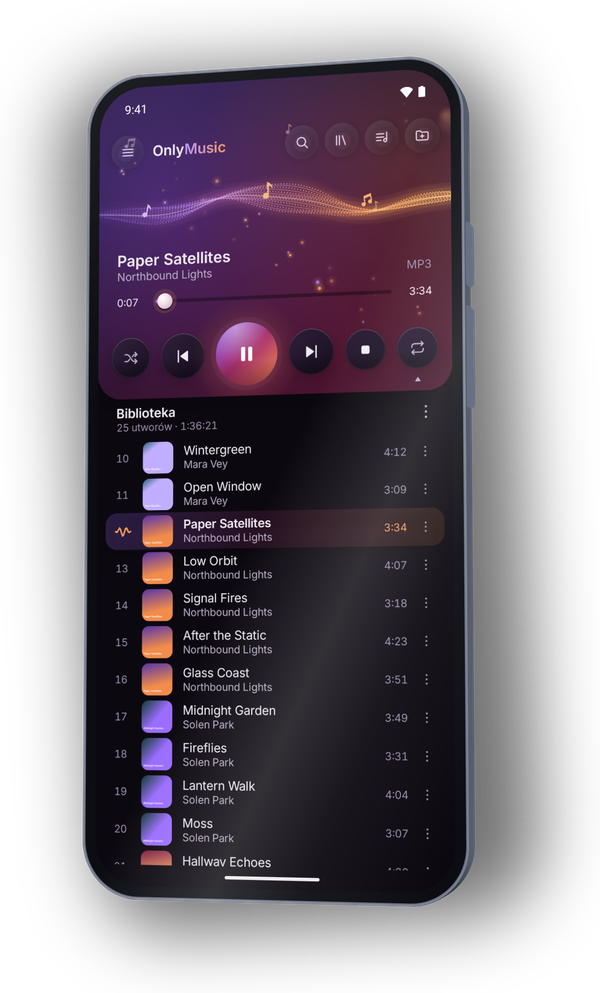 9:41
OnlyMusic
Paper Satellites
Northbound Lights
MP3
0:07
3:34
Biblioteka
25 utworów · 1:36:21
10 Wintergreen 4:12
Mara Vey
11 Open Window 3:09
Mara Vey
Paper Satellites 3:34
Northbound Lights
13 Low Orbit 4:07
Northbound Lights
14 Signal Fires 3:18
Northbound Lights
15 After the Static 4:23
Northbound Lights
16 Glass Coast 3:51
Northbound Lights
17 Midnight Garden 3:49
Solen Park
18 Fireflies 3:31
Solen Park
19 Lantern Walk 4:04
Solen Park
20 Moss 3:07
Solen Park
Hallway Echoes